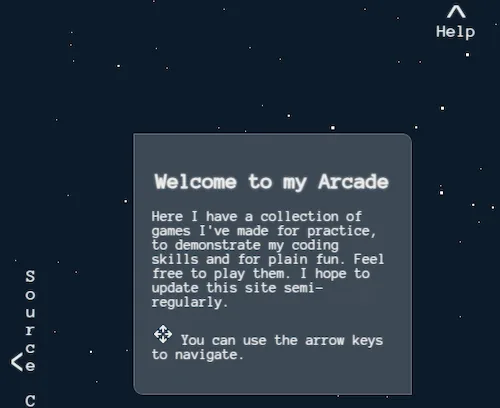 Help
Welcome to my Arcade
Here I have a collection of
games I've made for practice,
to demonstrate my coding
skills and for plain fun. Feel
free to play them. I hope to
update this site semi-
regularly.
You can use the arrow keys
to navigate.
Source C